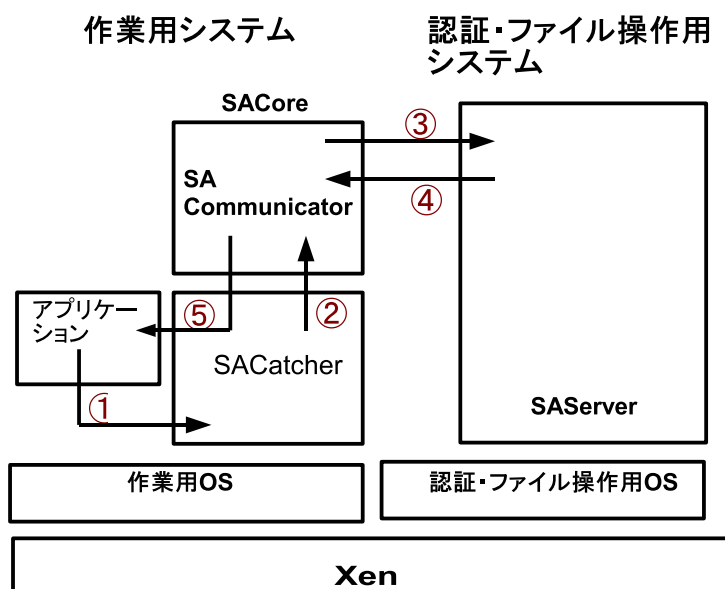 作業用システム
認証・ファイル操作用
システム
SACore
③
SA
Communicator
④
アプリケー
ション
⑤
②
SACatcher
①
SAServer
作業用OS
認証・ファイル操作用OS
Xen